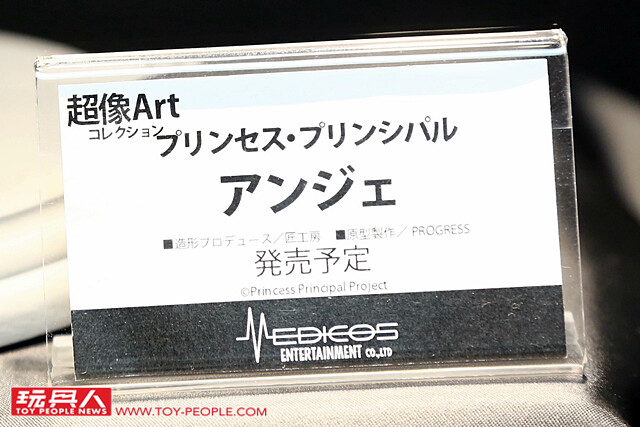 超像Art
コレクション
プリンセス・プリンシパル
アンジェ
■造形プロデュース／匠工房 ■原型製作／PROGRESS
発売予定
©Princess Principal Project
MEDICOS
ENTERTAINMENT CO.,LTD
玩具人
TOY PEOPLE NEWS
WWW.TOY-PEOPLE.COM